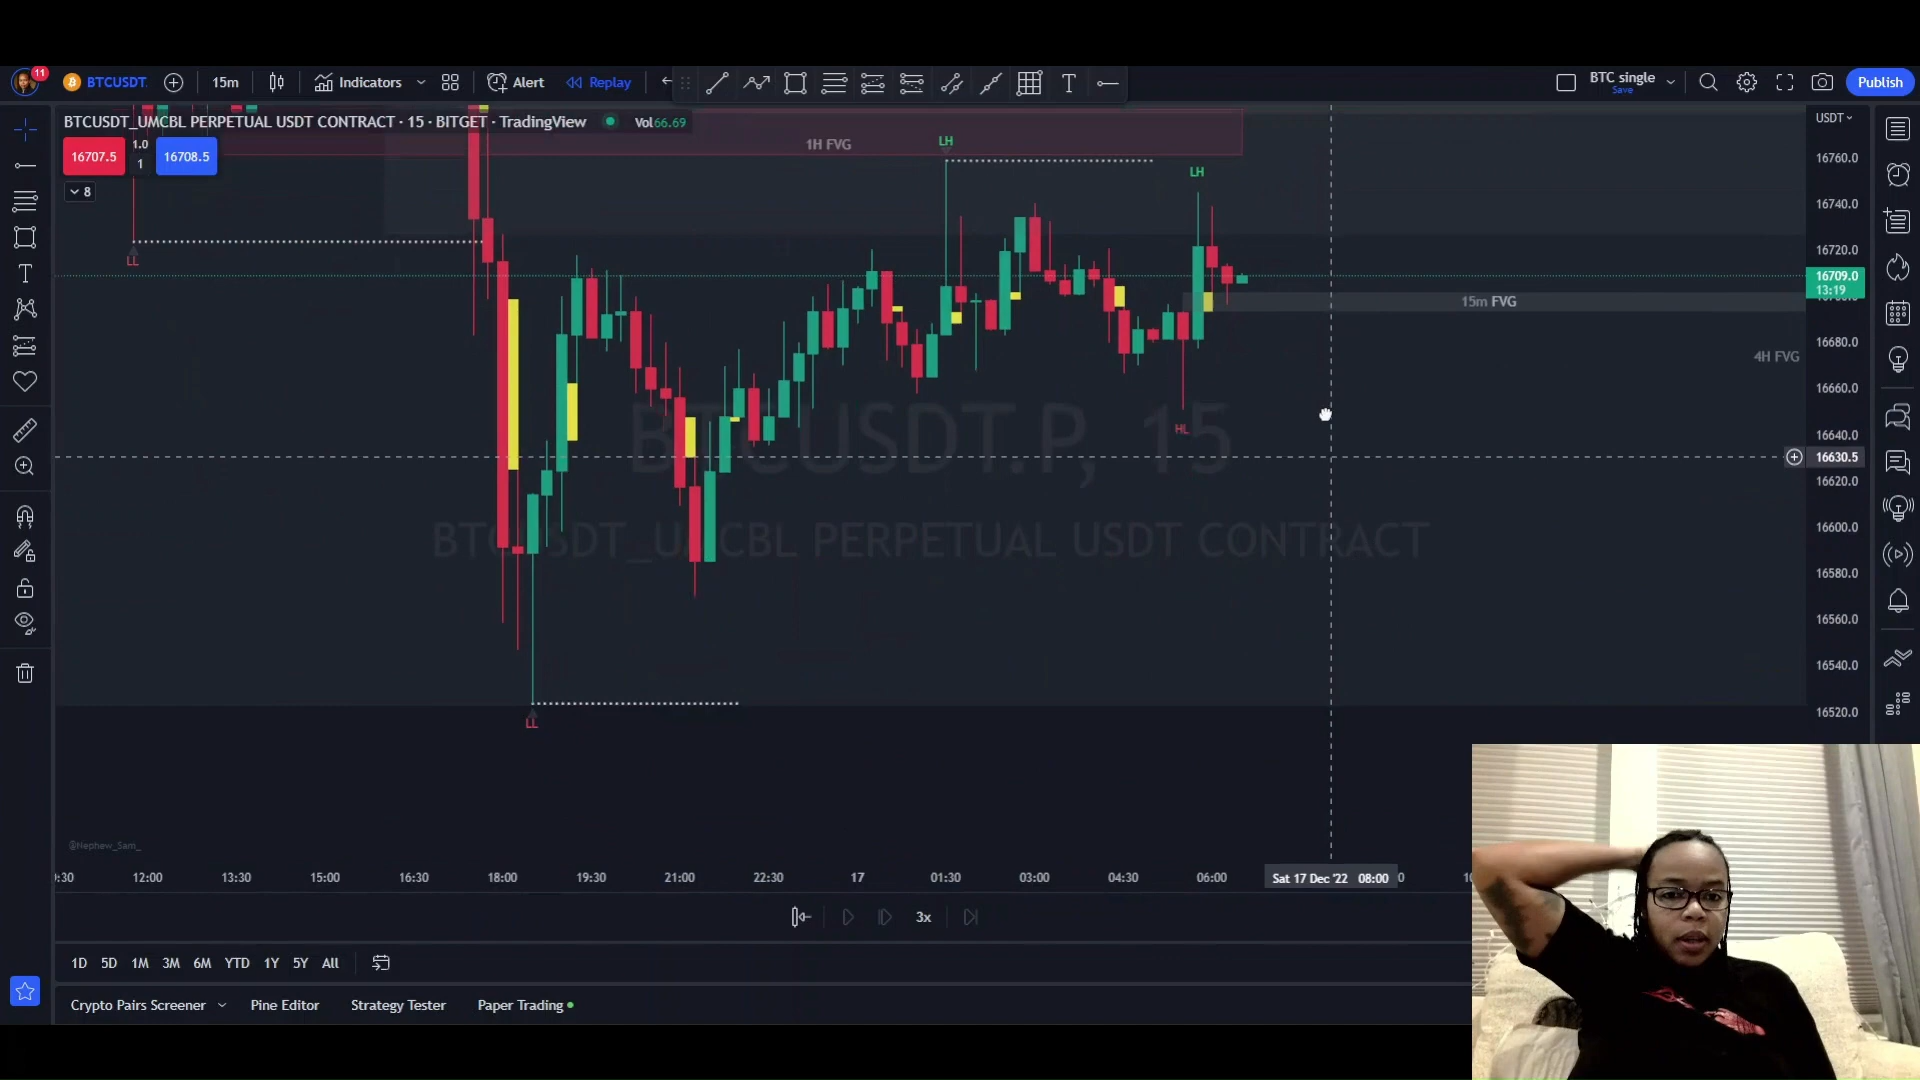 11
BTCUSDT
15m
Indicators
Alert
Replay
T
BTC single
Save
Publish
BTCUSDT_UMCBL PERPETUAL USDT CONTRACT · 15 · BITGET · TradingView
Vol66.69
USDT
16707.5
1.0
1
16708.5
8
1H FVG
LH
LH
LL
16760.0
16740.0
16720.0
16709.0
13:19
15m FVG
16680.0
4H FVG
16660.0
HL
16640.0
16630.5
16620.0
16600.0
16580.0
16560.0
16540.0
16520.0
BTCUSDT.P, 15
BTCUSDT_UMCBL PERPETUAL USDT CONTRACT
LL
@Nephew_Sam_
:30
12:00
13:30
15:00
16:30
18:00
19:30
21:00
22:30
17
01:30
03:00
04:30
06:00
Sat 17 Dec '22 08:00
3x
1D
5D
1M
3M
6M
YTD
1Y
5Y
All
Crypto Pairs Screener
Pine Editor
Strategy Tester
Paper Trading